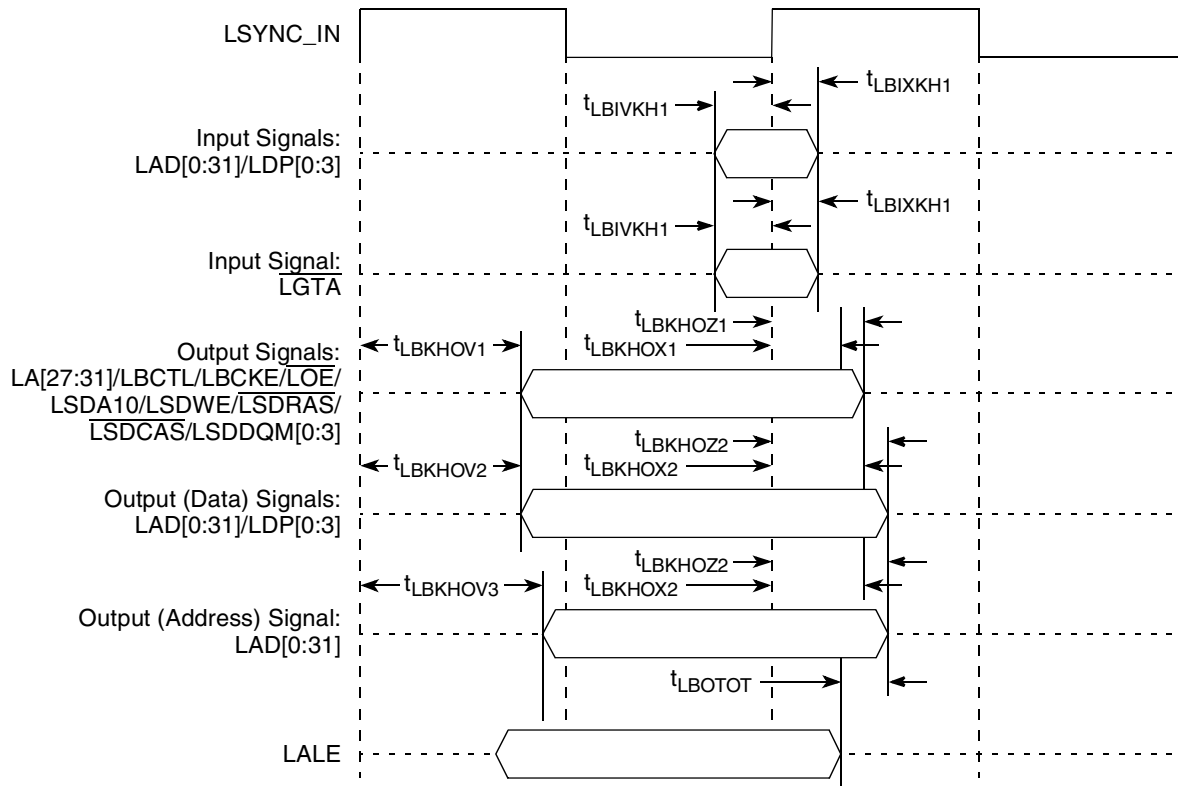 LSYNC_IN
tLBIXKH1
tLBIVKH1
Input Signals:
LAD[0:31]/LDP[0:3]
tLBIXKH1
tLBIVKH1
Input Signal:
LGTA
tLBKHOZ1
tLBKHOV1 tLBKHOX1
Output Signals:
LA[27:31]/LBCTL/LBCKE/LOE/
LSDA10/LSDWE/LSDRAS/
LSDCAS/LSDDQM[0:3]
tLBKHOZ2
tLBKHOV2 tLBKHOX2
Output (Data) Signals:
LAD[0:31]/LDP[0:3]
tLBKHOZ2
tLBKHOV3 tLBKHOX2
Output (Address) Signal:
LAD[0:31]
tLBOTOT
LALE